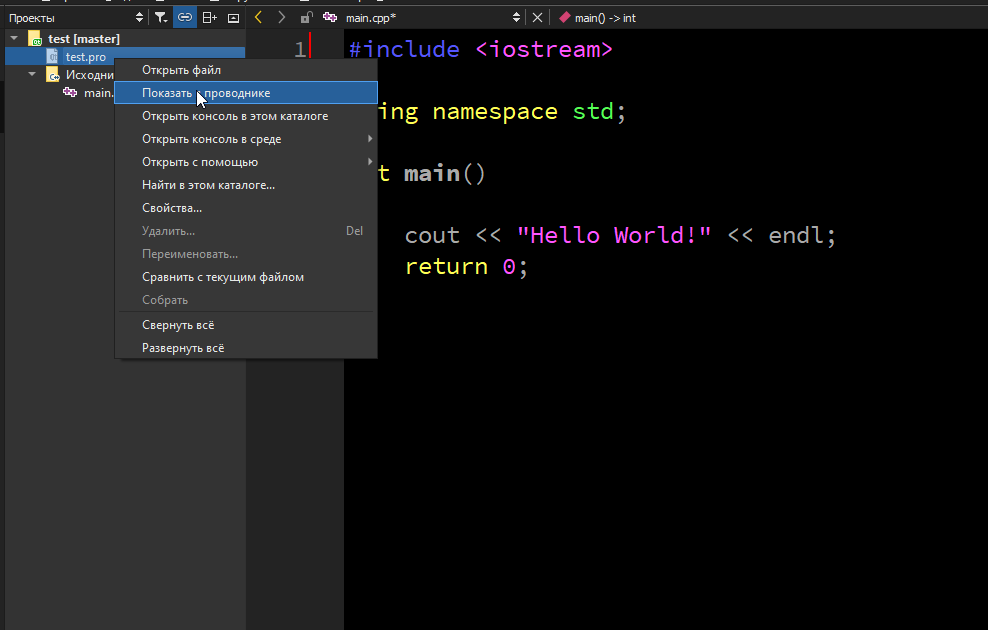 Проекты
main.cpp*
main() -> int
test [master]
test.pro
Исходни
main.
Открыть файл
Показать в проводнике
Открыть консоль в этом каталоге
Открыть консоль в среде
Открыть с помощью
Найти в этом каталоге...
Свойства...
Удалить... Del
Переименовать...
Сравнить с текущим файлом
Собрать
Свернуть всё
Развернуть всё
1 #include <iostream>
ing namespace std;
t main()
cout << "Hello World!" << endl;
return 0;